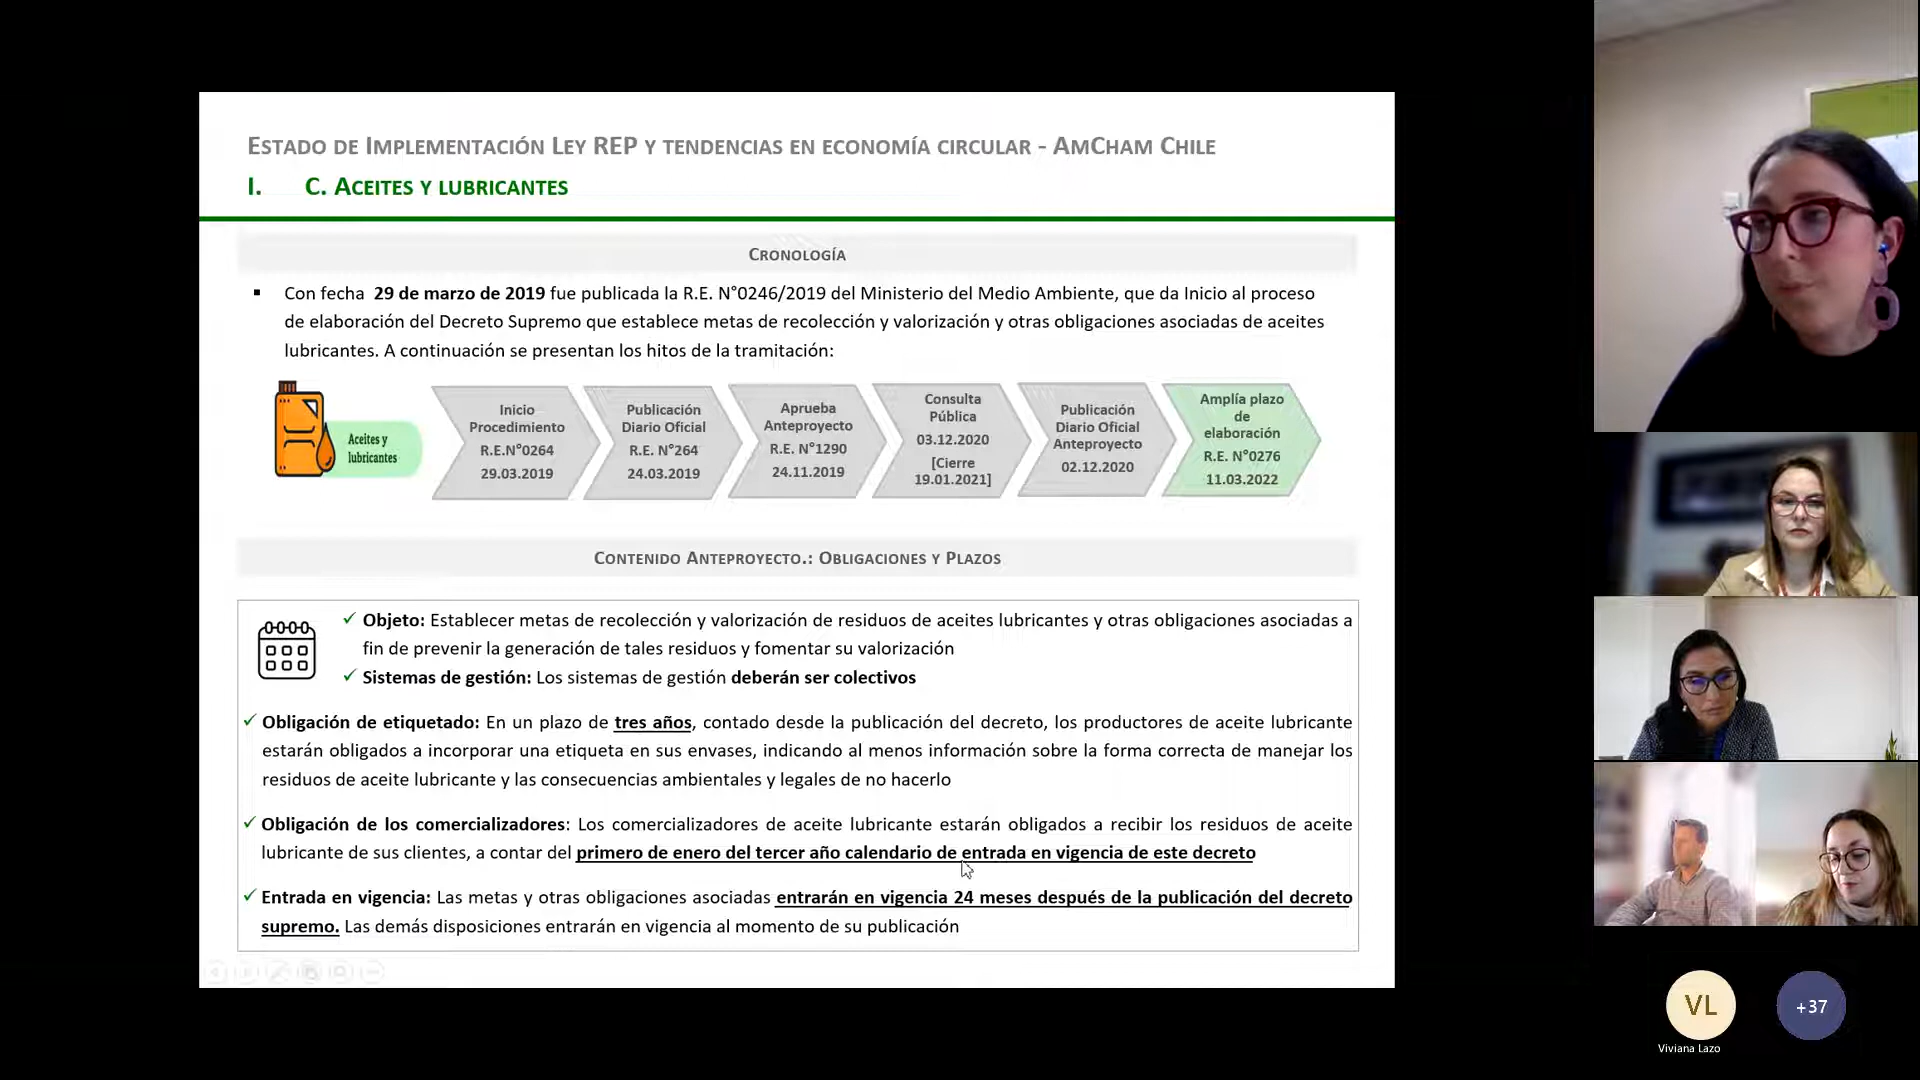 Estado de Implementación Ley REP y tendencias en economía circular - AmCham Chile
I. C. Aceites y lubricantes
Cronología
▪ Con fecha 29 de marzo de 2019 fue publicada la R.E. N°0246/2019 del Ministerio del Medio Ambiente, que da Inicio al proceso
de elaboración del Decreto Supremo que establece metas de recolección y valorización y otras obligaciones asociadas de aceites
lubricantes. A continuación se presentan los hitos de la tramitación:
Aceites y
lubricantes
Inicio
Procedimiento
R.E.N°0264
29.03.2019
Publicación
Diario Oficial
R.E. N°264
24.03.2019
Aprueba
Anteproyecto
R.E. N°1290
24.11.2019
Consulta
Pública
03.12.2020
[Cierre
19.01.2021]
Publicación
Diario Oficial
Anteproyecto
02.12.2020
Amplía plazo
de
elaboración
R.E. N°0276
11.03.2022
Contenido Anteproyecto.: Obligaciones y Plazos
✓ Objeto: Establecer metas de recolección y valorización de residuos de aceites lubricantes y otras obligaciones asociadas a
fin de prevenir la generación de tales residuos y fomentar su valorización
✓ Sistemas de gestión: Los sistemas de gestión deberán ser colectivos
✓ Obligación de etiquetado: En un plazo de tres años, contado desde la publicación del decreto, los productores de aceite lubricante
estarán obligados a incorporar una etiqueta en sus envases, indicando al menos información sobre la forma correcta de manejar los
residuos de aceite lubricante y las consecuencias ambientales y legales de no hacerlo
✓ Obligación de los comercializadores: Los comercializadores de aceite lubricante estarán obligados a recibir los residuos de aceite
lubricante de sus clientes, a contar del primero de enero del tercer año calendario de entrada en vigencia de este decreto
✓ Entrada en vigencia: Las metas y otras obligaciones asociadas entrarán en vigencia 24 meses después de la publicación del decreto
supremo. Las demás disposiciones entrarán en vigencia al momento de su publicación
VL
+37
Viviana Lazo